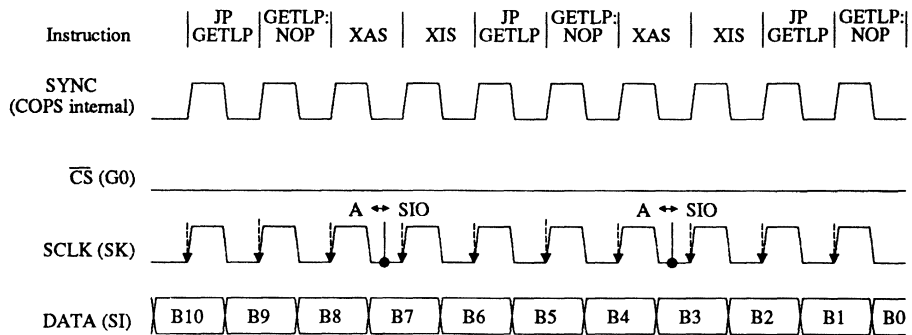 JP GETLP: JP GETLP: JP GETLP:
Instruction GETLP NOP XAS XIS GETLP NOP XAS XIS GETLP NOP
SYNC
(COPS internal)
CS (G0)
A ↔ SIO A ↔ SIO
SCLK (SK)
DATA (SI) B10 B9 B8 B7 B6 B5 B4 B3 B2 B1 B0